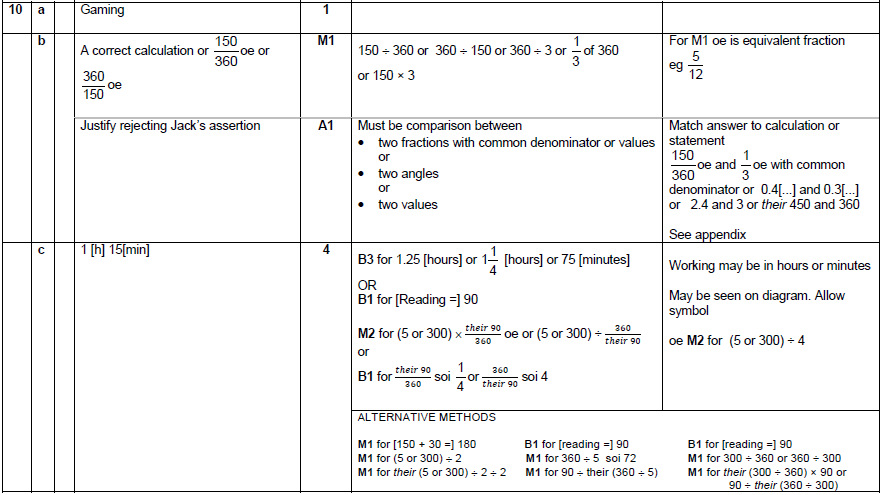 10 a Gaming 1
b A correct calculation or 150/360 oe or
360/150 oe
M1
150 ÷ 360 or 360 ÷ 150 or 360 ÷ 3 or 1/3 of 360
or 150 × 3
For M1 oe is equivalent fraction
eg 5/12
Justify rejecting Jack's assertion
A1
Must be comparison between
• two fractions with common denominator or values
or
• two angles
or
• two values
Match answer to calculation or
statement
150/360 oe and 1/3 oe with common
denominator or 0.4[...] and 0.3[...]
or 2.4 and 3 or their 450 and 360
See appendix
c 1 [h] 15[min] 4
B3 for 1.25 [hours] or 1 1/4 [hours] or 75 [minutes]
OR
B1 for [Reading =] 90
M2 for (5 or 300) × their 90/360 oe or (5 or 300) ÷ 360/their 90
or
B1 for their 90/360 soi 1/4 or 360/their 90 soi 4
Working may be in hours or minutes
May be seen on diagram. Allow
symbol
oe M2 for (5 or 300) ÷ 4
ALTERNATIVE METHODS
M1 for [150 + 30 =] 180
M1 for (5 or 300) ÷ 2
M1 for their (5 or 300) ÷ 2 ÷ 2
B1 for [reading =] 90
M1 for 360 ÷ 5 soi 72
M1 for 90 ÷ their (360 ÷ 5)
B1 for [reading =] 90
M1 for 300 ÷ 360 or 360 ÷ 300
M1 for their (300 ÷ 360) × 90 or
90 ÷ their (360 ÷ 300)